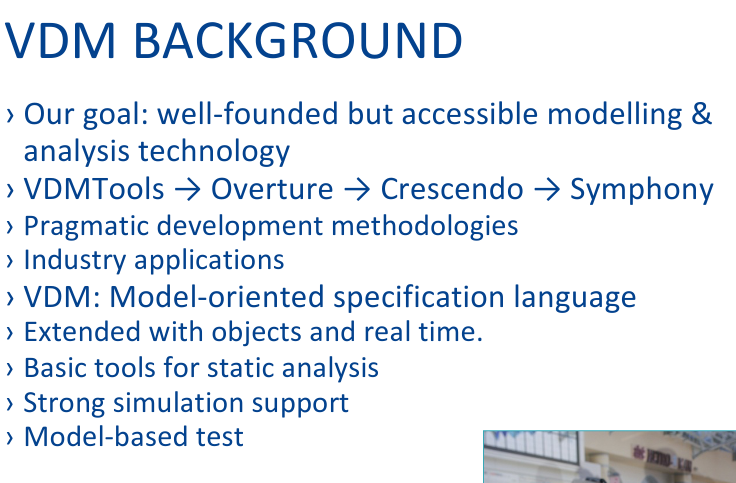 VDM BACKGROUND
› Our goal: well-founded but accessible modelling &
analysis technology
› VDMTools → Overture → Crescendo → Symphony
› Pragmatic development methodologies
› Industry applications
› VDM: Model-oriented specification language
› Extended with objects and real time.
› Basic tools for static analysis
› Strong simulation support
› Model-based test